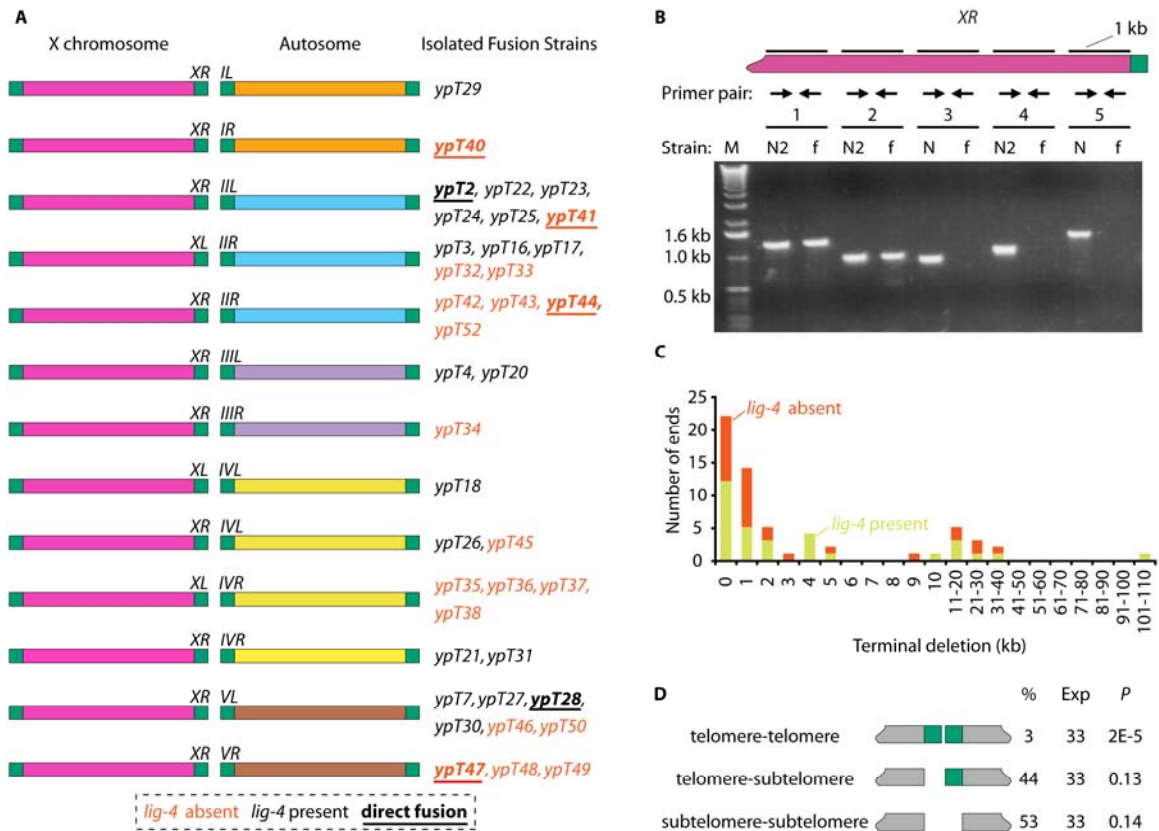 A
X chromosome Autosome Isolated Fusion Strains
XR IL ypT29
XR IR ypT40
XR IIL ypT2, ypT22, ypT23,
ypT24, ypT25, ypT41
XL IIR ypT3, ypT16, ypT17,
ypT32, ypT33
XR IIR ypT42, ypT43, ypT44,
ypT52
XR IIIL ypT4, ypT20
XR IIIR ypT34
XL IVL ypT18
XR IVL ypT26, ypT45
XL IVR ypT35, ypT36, ypT37,
ypT38
XR IVR ypT21, ypT31
XR VL ypT7, ypT27, ypT28,
ypT30, ypT46, ypT50
XR VR ypT47, ypT48, ypT49
lig-4 absent lig-4 present direct fusion
B
XR
1 kb
Primer pair:
1 2 3 4 5
Strain: M N2 f N2 f N f N2 f N f
1.6 kb
1.0 kb
0.5 kb
C
Number of ends
25
20
15
10
5
0
lig-4 absent
lig-4 present
0 1 2 3 4 5 6 7 8 9 10 11-20 21-30 31-40 41-50 51-60 61-70 71-80 81-90 91-100 101-110
Terminal deletion (kb)
D
% Exp P
telomere-telomere 3 33 2E-5
telomere-subtelomere 44 33 0.13
subtelomere-subtelomere 53 33 0.14